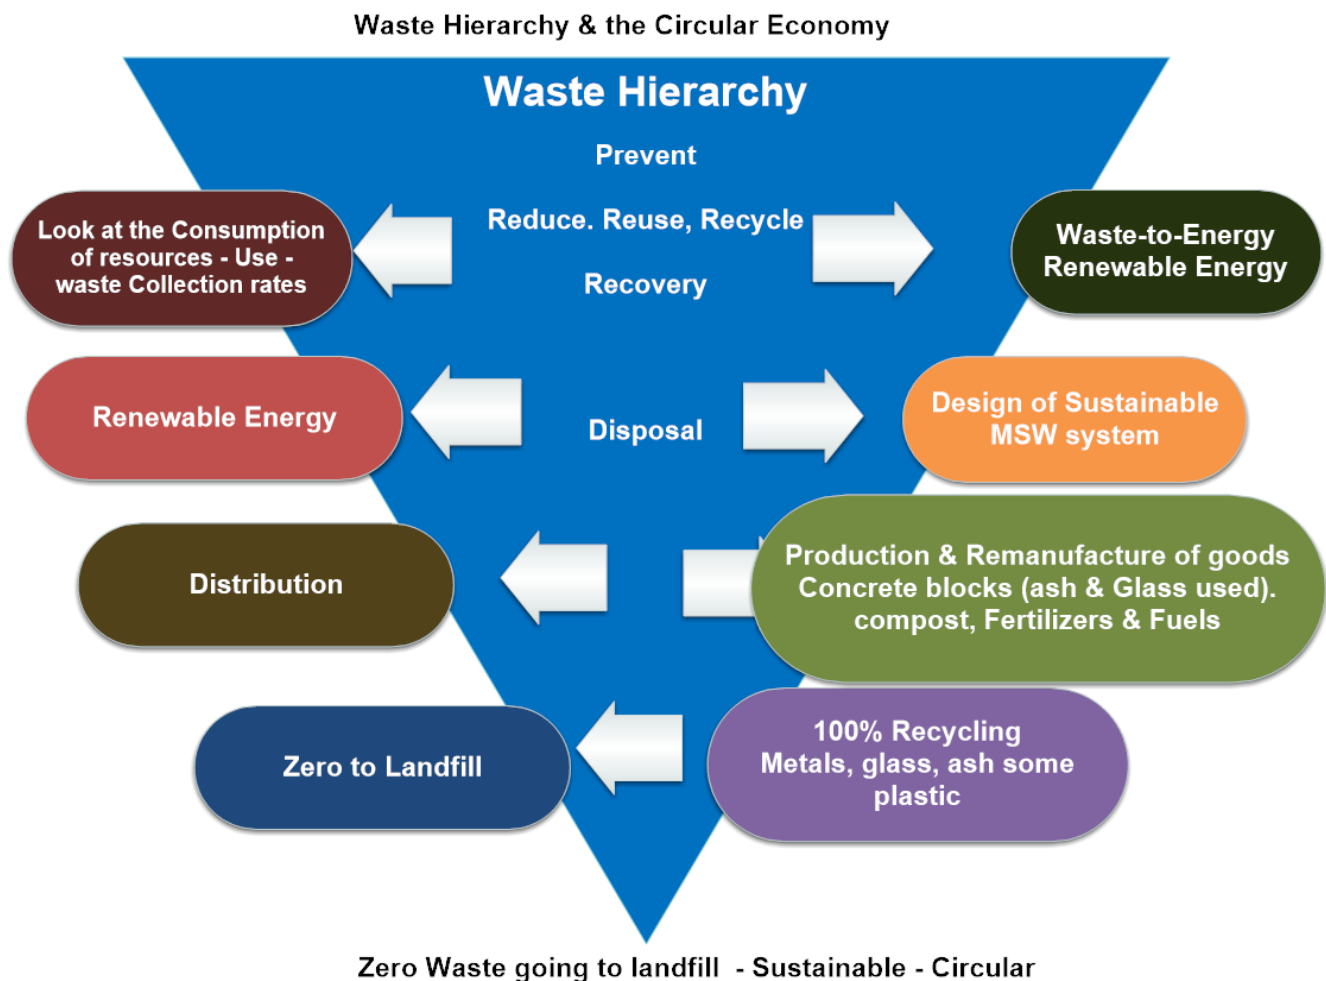 Waste Hierarchy & the Circular Economy
Waste Hierarchy
Prevent
Reduce. Reuse, Recycle
Recovery
Look at the Consumption
of resources - Use -
waste Collection rates
Waste-to-Energy
Renewable Energy
Renewable Energy
Disposal
Design of Sustainable
MSW system
Distribution
Production & Remanufacture of goods
Concrete blocks (ash & Glass used).
compost, Fertilizers & Fuels
Zero to Landfill
100% Recycling
Metals, glass, ash some
plastic
Zero Waste going to landfill - Sustainable - Circular